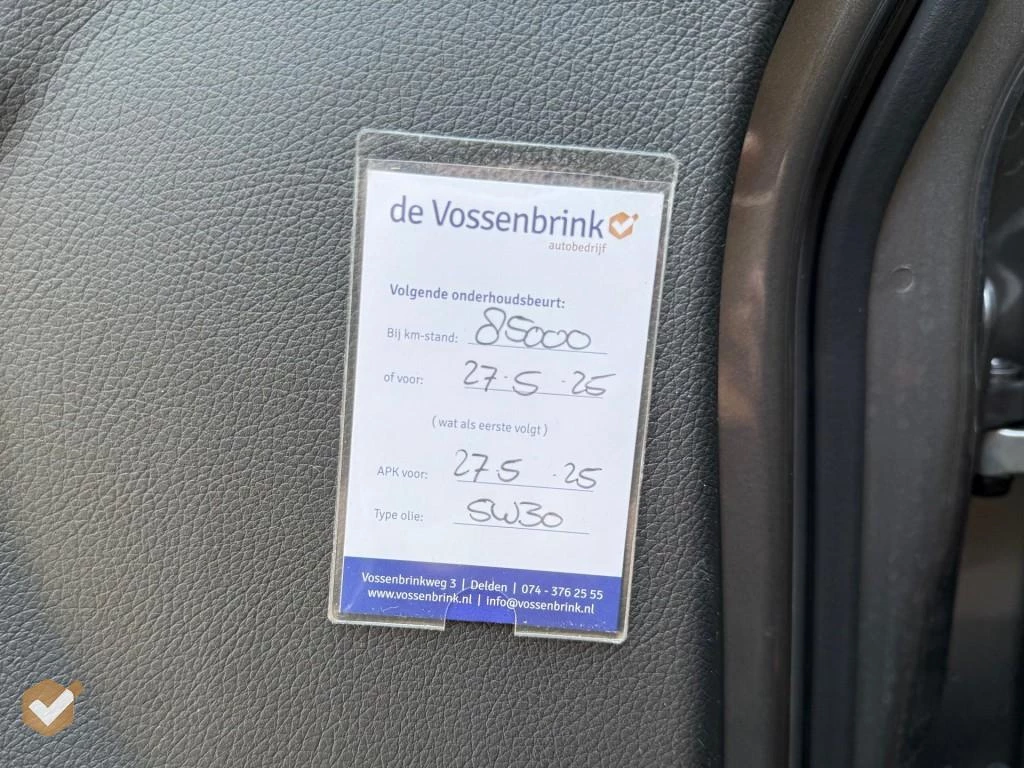 de Vossenbrink
autobedrijf
Volgende onderhoudsbeurt:
Bij km-stand: 85000
of voor: 27-5-25
( wat als eerste volgt )
APK voor: 27-5-25
Type olie: 5W30
Vossenbrinkweg 3 | Delden | 074 - 376 25 55
www.vossenbrink.nl | info@vossenbrink.nl